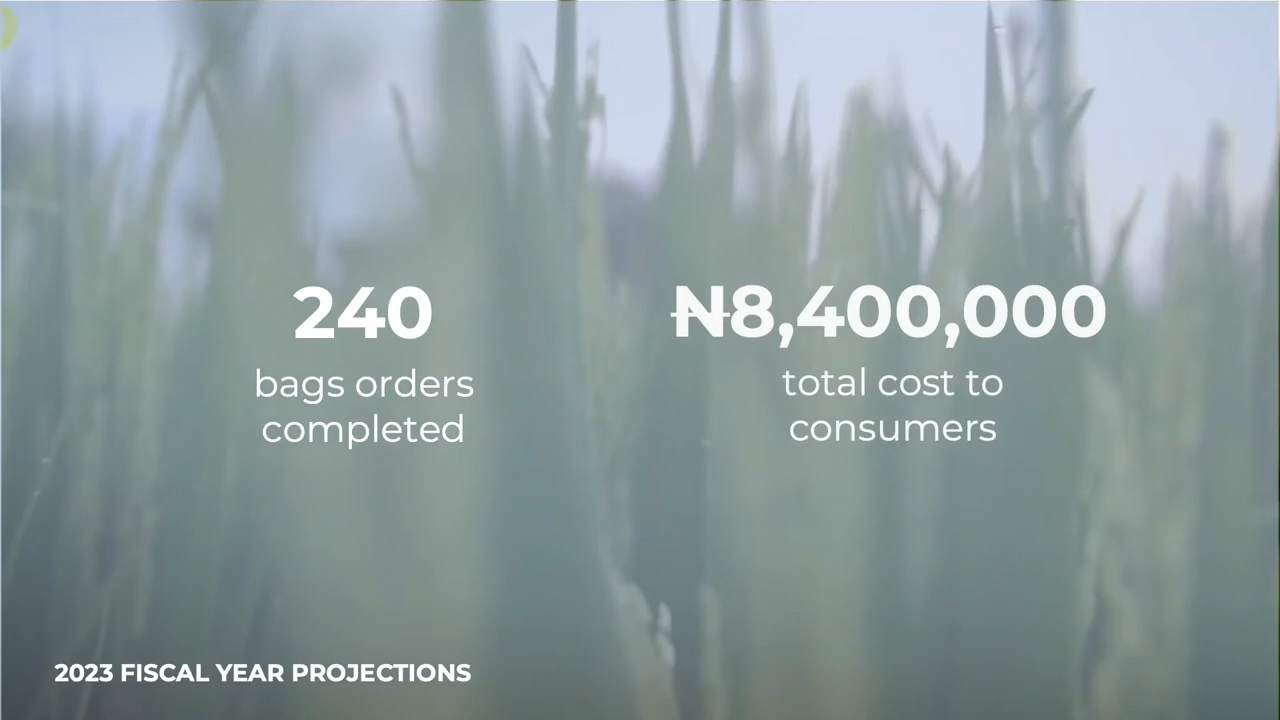 240
bags orders
completed
₦8,400,000
total cost to
consumers
2023 FISCAL YEAR PROJECTIONS